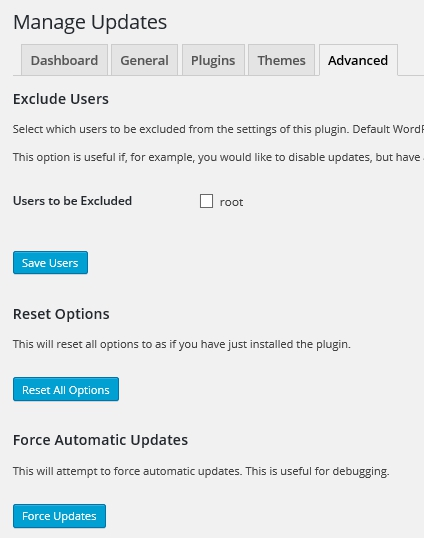 Manage Updates
Dashboard General Plugins Themes Advanced
Exclude Users
Select which users to be excluded from the settings of this plugin. Default
This option is useful if, for example, you would like to disable updates, but have
Users to be Excluded root
Save Users
Reset Options
This will reset all options to as if you have just installed the plugin.
Reset All Options
Force Automatic Updates
This will attempt to force automatic updates. This is useful for debugging.
Force Updates